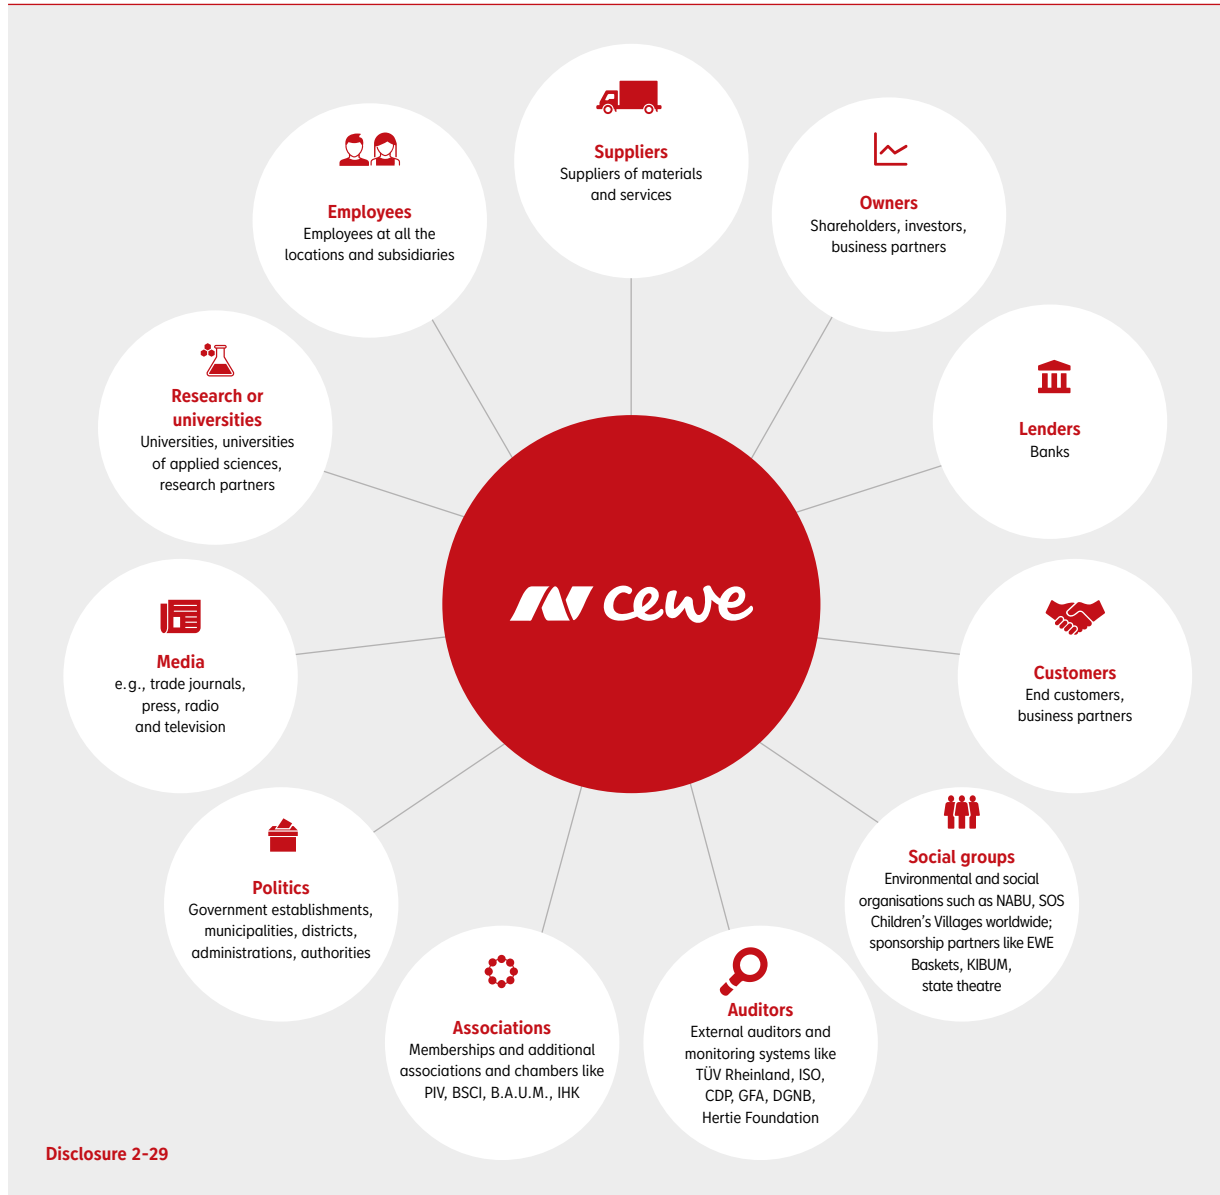 Suppliers
Suppliers of materials
and services
Owners
Shareholders, investors,
business partners
Lenders
Banks
Customers
End customers,
business partners
Social groups
Environmental and social
organisations such as NABU, SOS
Children’s Villages worldwide;
sponsorship partners like EWE
Baskets, KIBUM,
state theatre
Auditors
External auditors and
monitoring systems like
TÜV Rheinland, ISO,
CDP, GFA, DGNB,
Hertie Foundation
Associations
Memberships and additional
associations and chambers like
PIV, BSCI, B.A.U.M., IHK
Politics
Government establishments,
municipalities, districts,
administrations, authorities
Media
e.g., trade journals,
press, radio
and television
Research or
universities
Universities, universities
of applied sciences,
research partners
Employees
Employees at all the
locations and subsidiaries
cewe
Disclosure 2-29